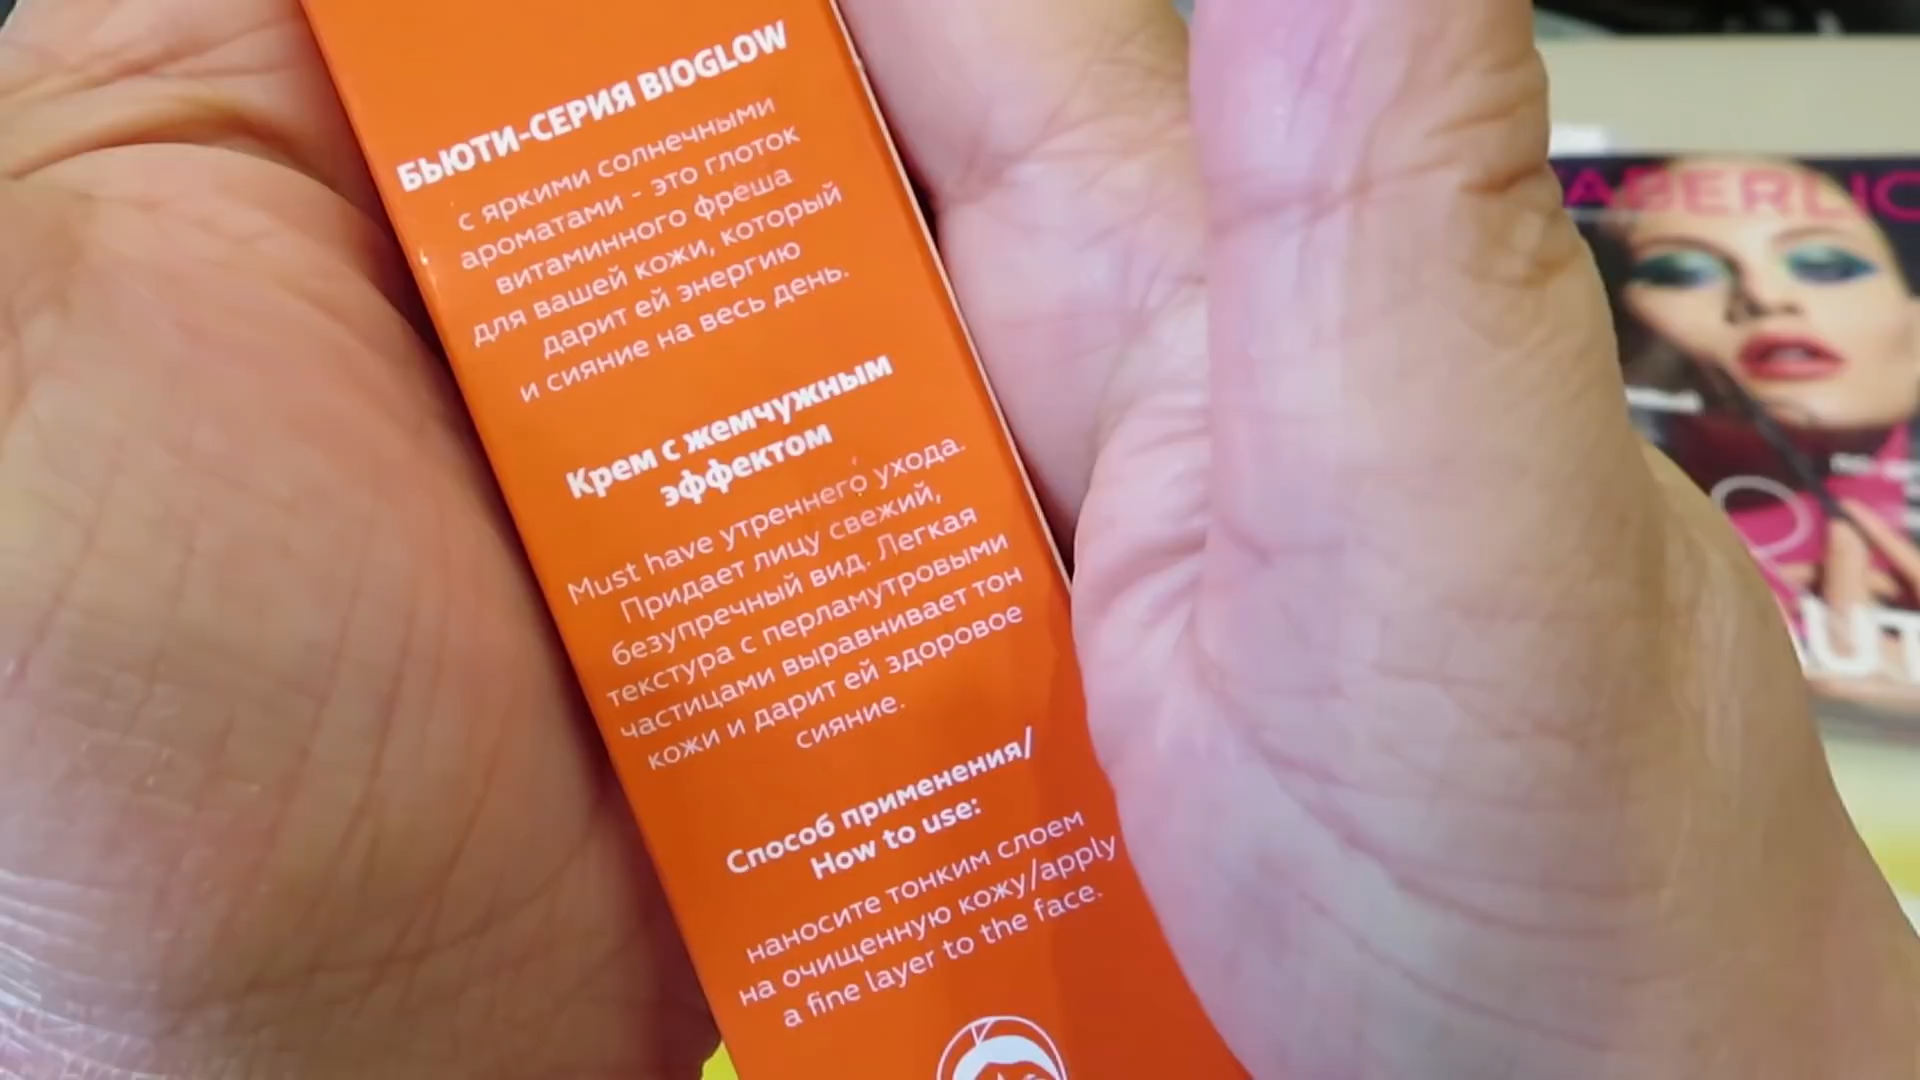 БЬЮТИ-СЕРИЯ BIOGLOW
с яркими солнечными
ароматами - это глоток
витаминного фреша
для вашей кожи, который
дарит ей энергию
и сияние на весь день.
Крем с жемчужным
эффектом
Must have утреннего ухода.
Придает лицу свежий,
безупречный вид. Легкая
текстура с перламутровыми
частицами выравнивает тон
кожи и дарит ей здоровое
сияние.
Способ применения/
How to use:
наносите тонким слоем
на очищенную кожу/apply
a fine layer to the face.
ABERLIC
UT